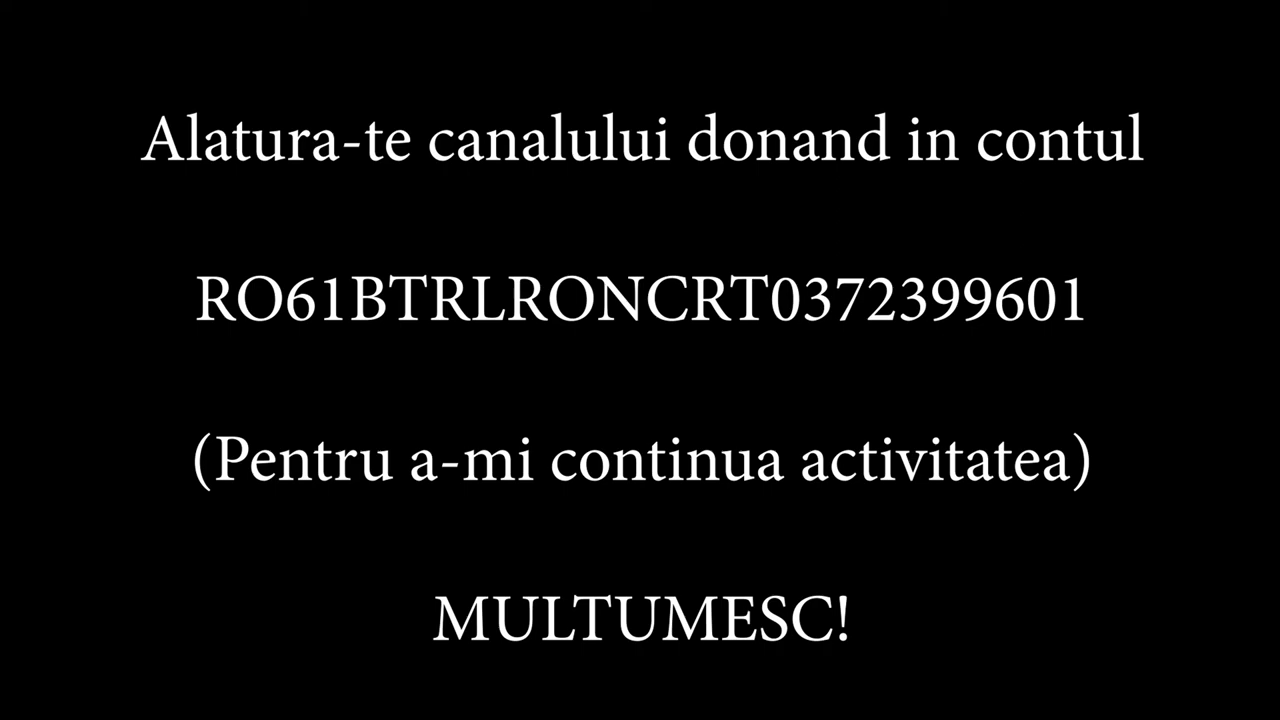 Alatura-te canalului donand in contul
RO61BTRLRONCRT0372399601
(Pentru a-mi continua activitatea)
MULTUMESC!